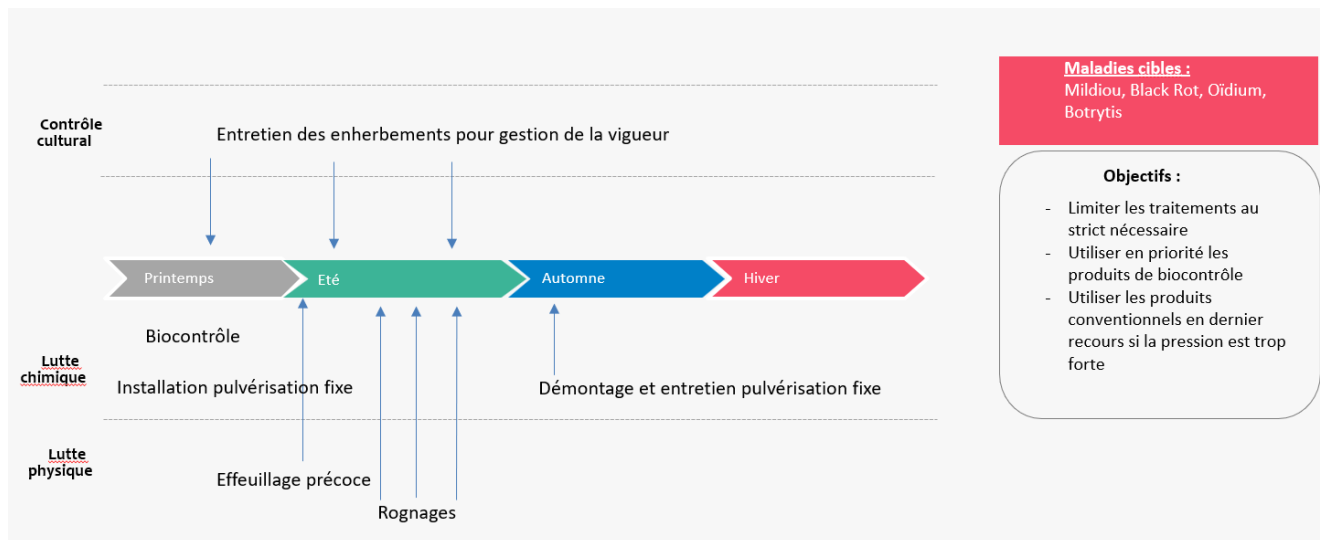 Contrôle
cultural
Entretien des enherbements pour gestion de la vigueur
Printemps
Eté
Automne
Hiver
Biocontrôle
Lutte
chimique
Installation pulvérisation fixe
Démontage et entretien pulvérisation fixe
Lutte
physique
Effeuillage précoce
Rognages
Maladies cibles :
Mildiou, Black Rot, Oïdium,
Botrytis
Objectifs :
- Limiter les traitements au
strict nécessaire
- Utiliser en priorité les
produits de biocontrôle
- Utiliser les produits
conventionnels en dernier
recours si la pression est trop
forte